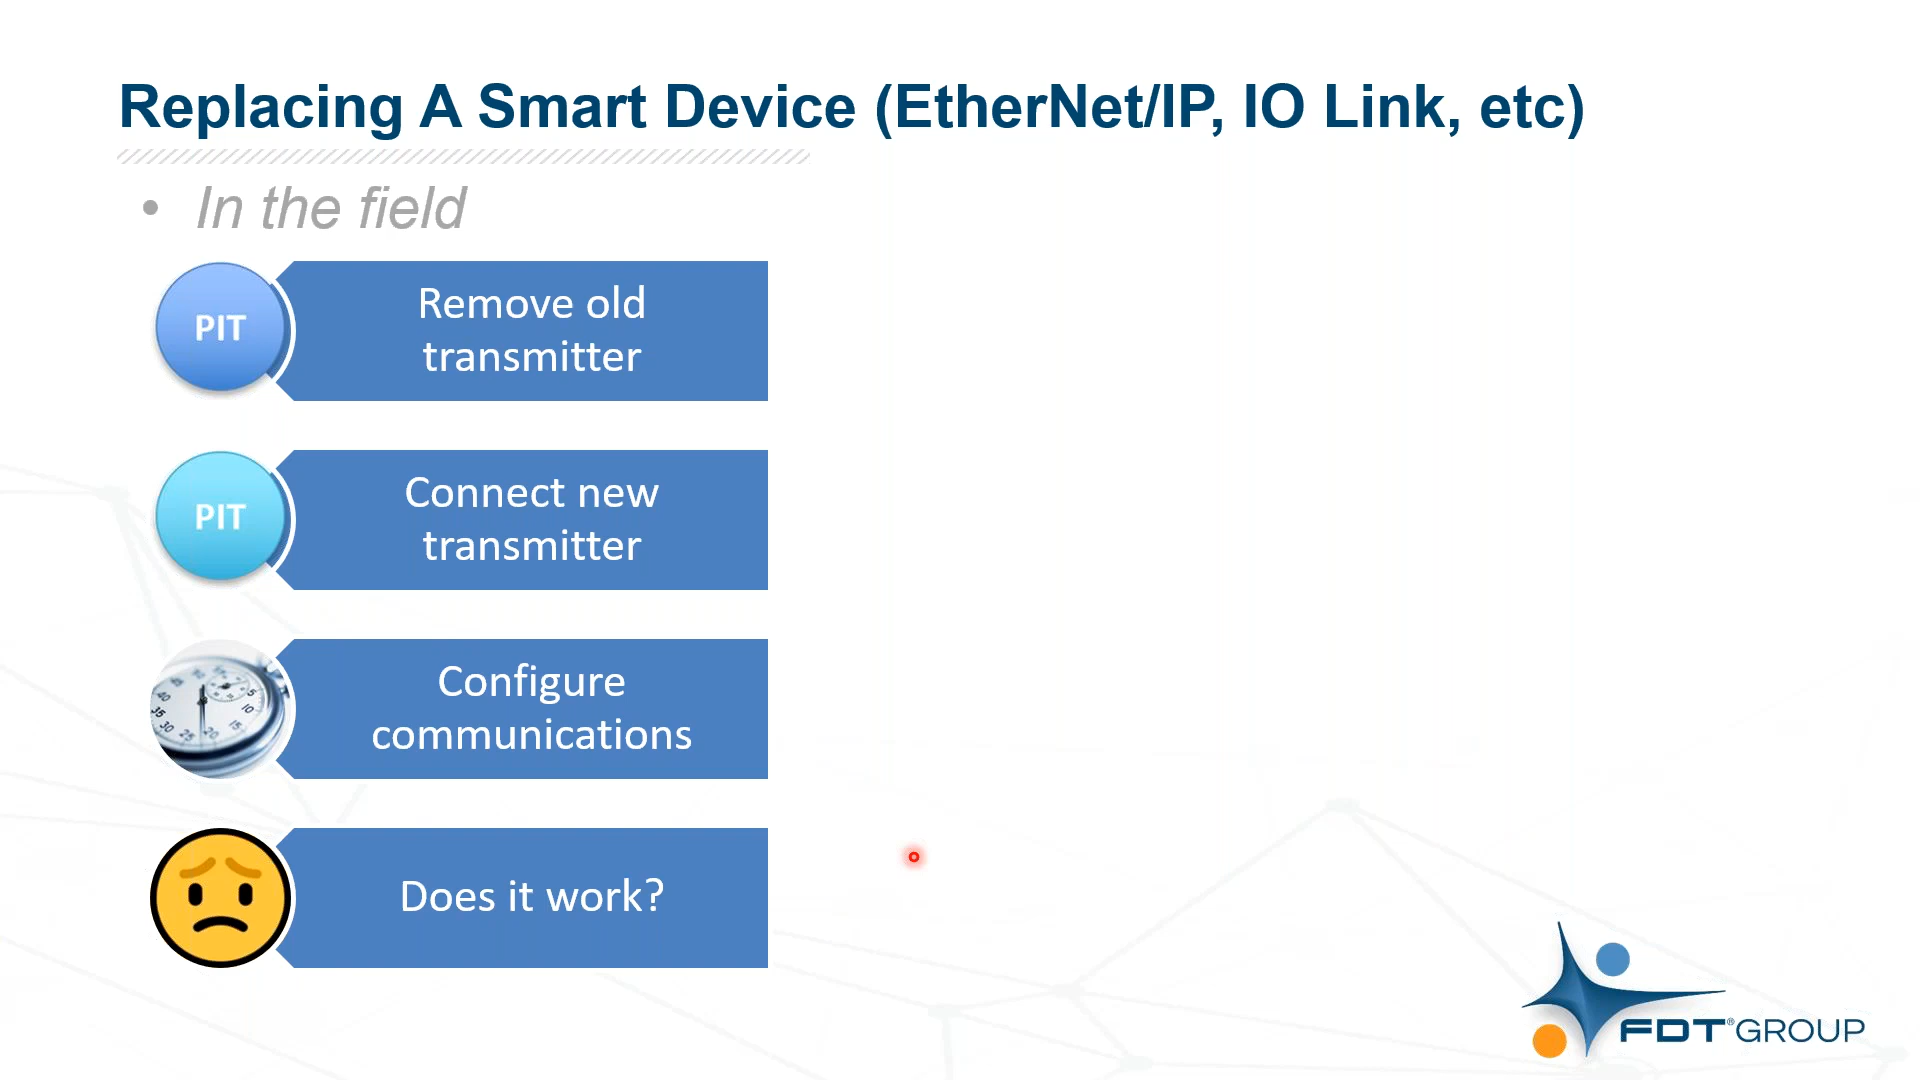 Replacing A Smart Device (EtherNet/IP, IO Link, etc)
• In the field
PIT
Remove old
transmitter
PIT
Connect new
transmitter
Configure
communications
Does it work?
FDT® GROUP